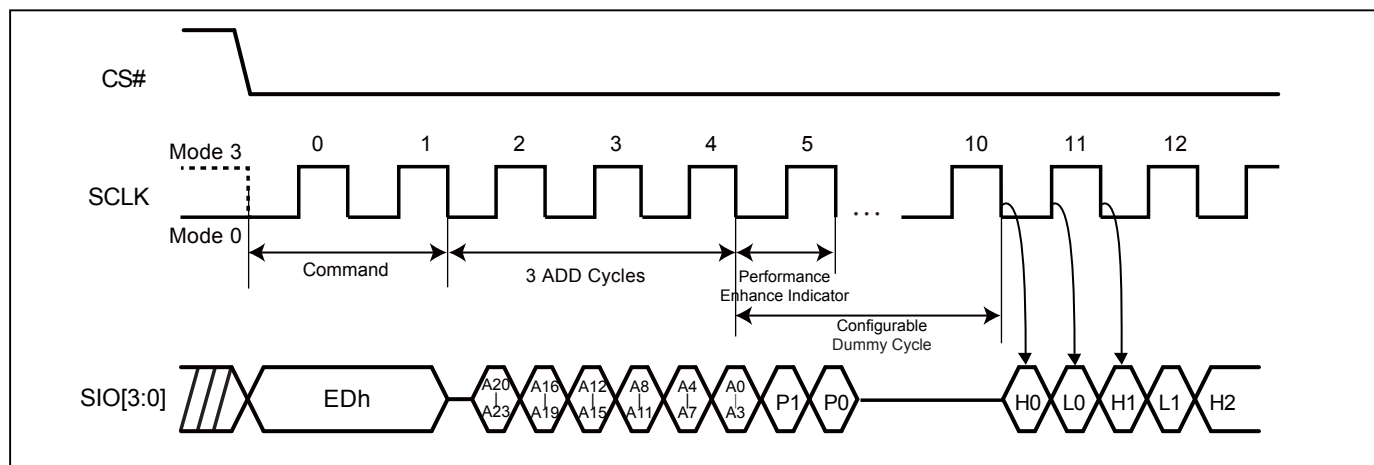 CS#
Mode 3
0 1 2 3 4 5 10 11 12
SCLK
...
Mode 0
Command
3 ADD Cycles
Performance
Enhance Indicator
Configurable
Dummy Cycle
SIO[3:0]
EDh
A20 A16 A12 A8 A4 A0
A23 A19 A15 A11 A7 A3
P1 P0
H0 L0 H1 L1 H2